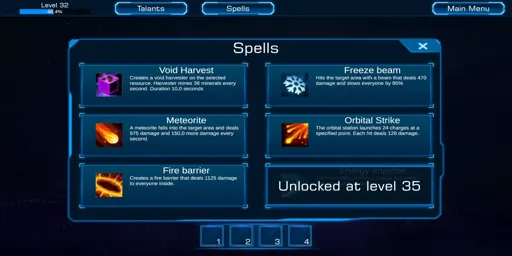 Level 32
Talants
Spells
Main Menu
Spells
Void Harvest
Creates a void harvester on the selected
resource. Harvester mines 36 minerals every
second. Duration 10,0 seconds
Freeze beam
Hits the target area with a beam that deals 470
damage and slows everyone by 85%
Meteorite
A meteorite falls into the target area and deals
975 damage and 150,0 more damage every
second.
Orbital Strike
The orbital station launches 24 charges at a
specified point. Each hit deals 128 damage.
Fire barrier
Creates a fire barrier that deals 1125 damage
to everyone inside.
Unlocked at level 35
1
2
3
4